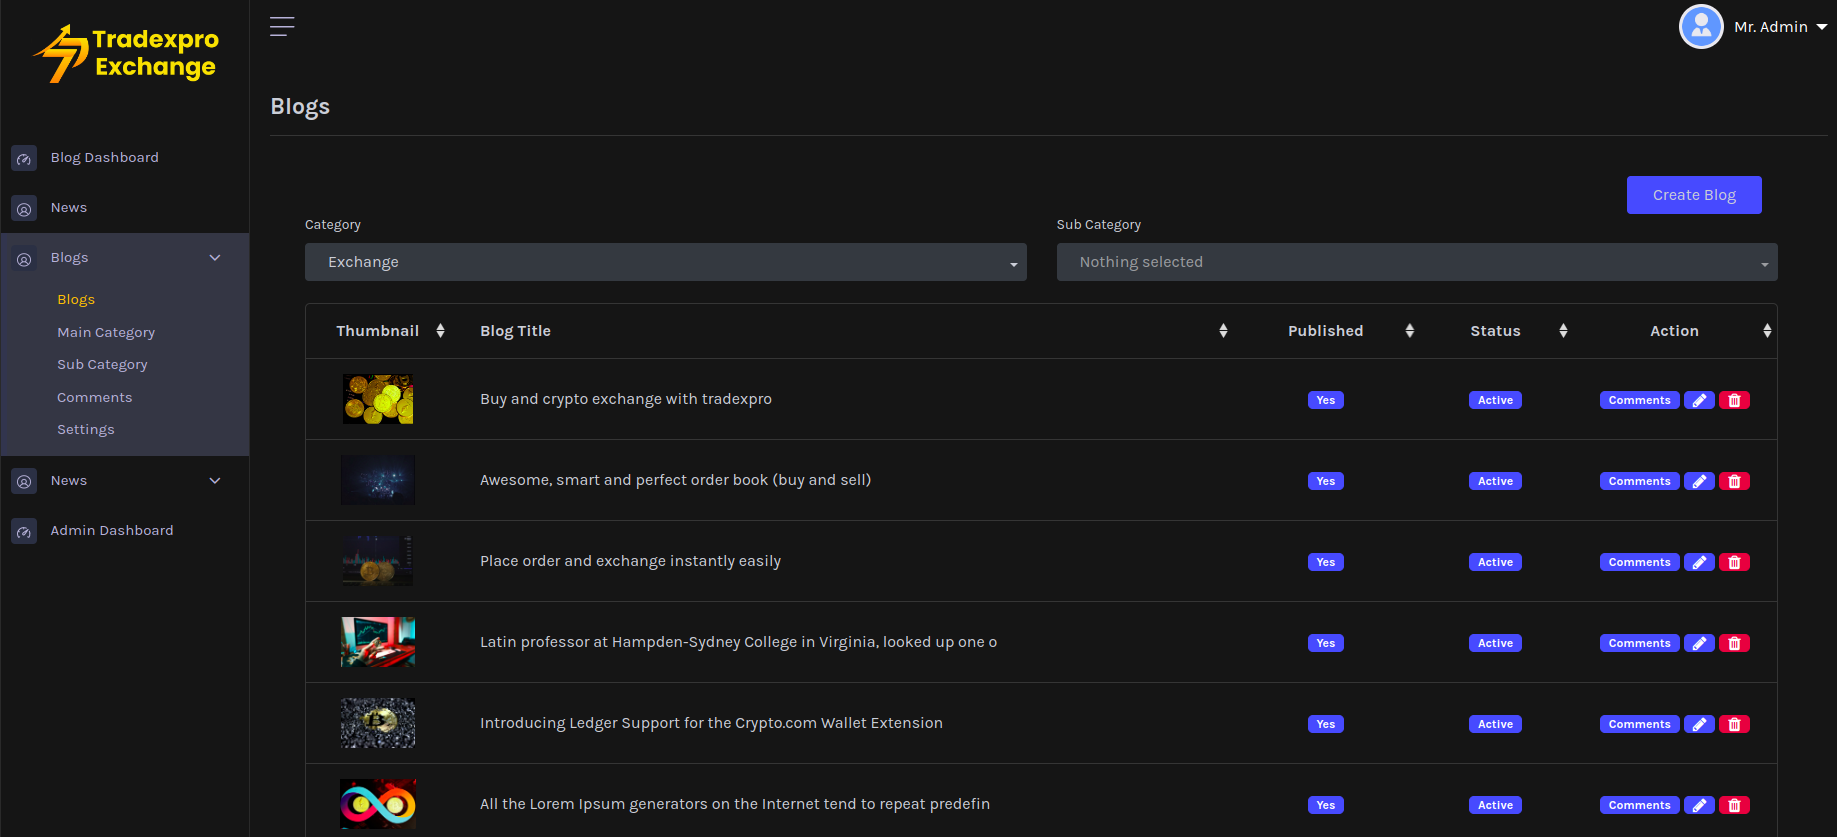 Tradexpro
Exchange
Mr. Admin
Blogs
Blog Dashboard
News
Blogs
Blogs
Main Category
Sub Category
Comments
Settings
News
Admin Dashboard
Create Blog
Category
Sub Category
Exchange
Nothing selected
Thumbnail Blog Title Published Status Action
Buy and crypto exchange with tradexpro Yes Active Comments
Awesome, smart and perfect order book (buy and sell) Yes Active Comments
Place order and exchange instantly easily Yes Active Comments
Latin professor at Hampden-Sydney College in Virginia, looked up one o Yes Active Comments
Introducing Ledger Support for the Crypto.com Wallet Extension Yes Active Comments
All the Lorem Ipsum generators on the Internet tend to repeat predefin Yes Active Comments